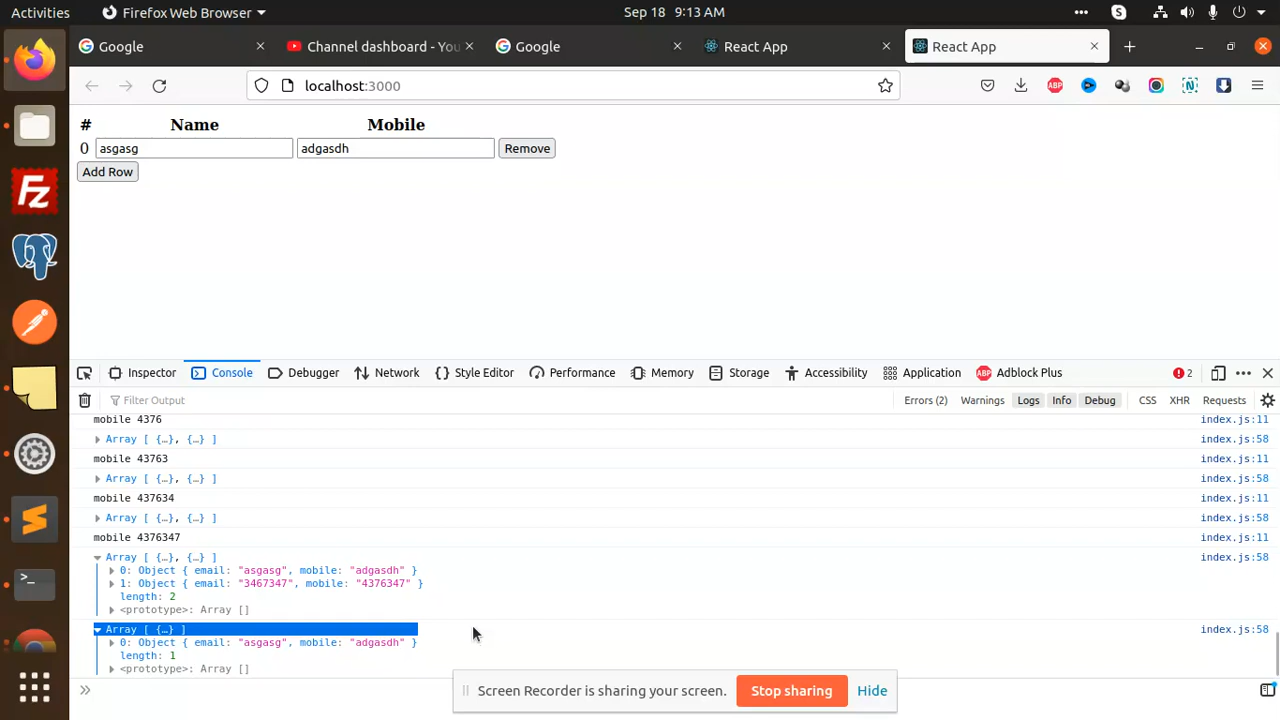 Activities Firefox Web Browser Sep 18 9:13 AM
Google Channel dashboard - You Google React App React App
localhost:3000 ABP
# Name Mobile
0 asgasg adgasdh Remove
Add Row
Fz
Inspector Console Debugger Network Style Editor Performance Memory Storage Accessibility Application Adblock Plus 2
Filter Output Errors (2) Warnings Logs Info Debug CSS XHR Requests
mobile 4376 index.js:11
Array [ {…}, {…} ] index.js:58
mobile 43763 index.js:11
Array [ {…}, {…} ] index.js:58
mobile 437634 index.js:11
Array [ {…}, {…} ] index.js:58
mobile 4376347 index.js:11
Array [ {…}, {…} ] index.js:58
0: Object { email: "asgasg", mobile: "adgasdh" }
1: Object { email: "3467347", mobile: "4376347" }
length: 2
<prototype>: Array []
Array [ {…} ] index.js:58
0: Object { email: "asgasg", mobile: "adgasdh" }
length: 1
<prototype>: Array []
Screen Recorder is sharing your screen. Stop sharing Hide